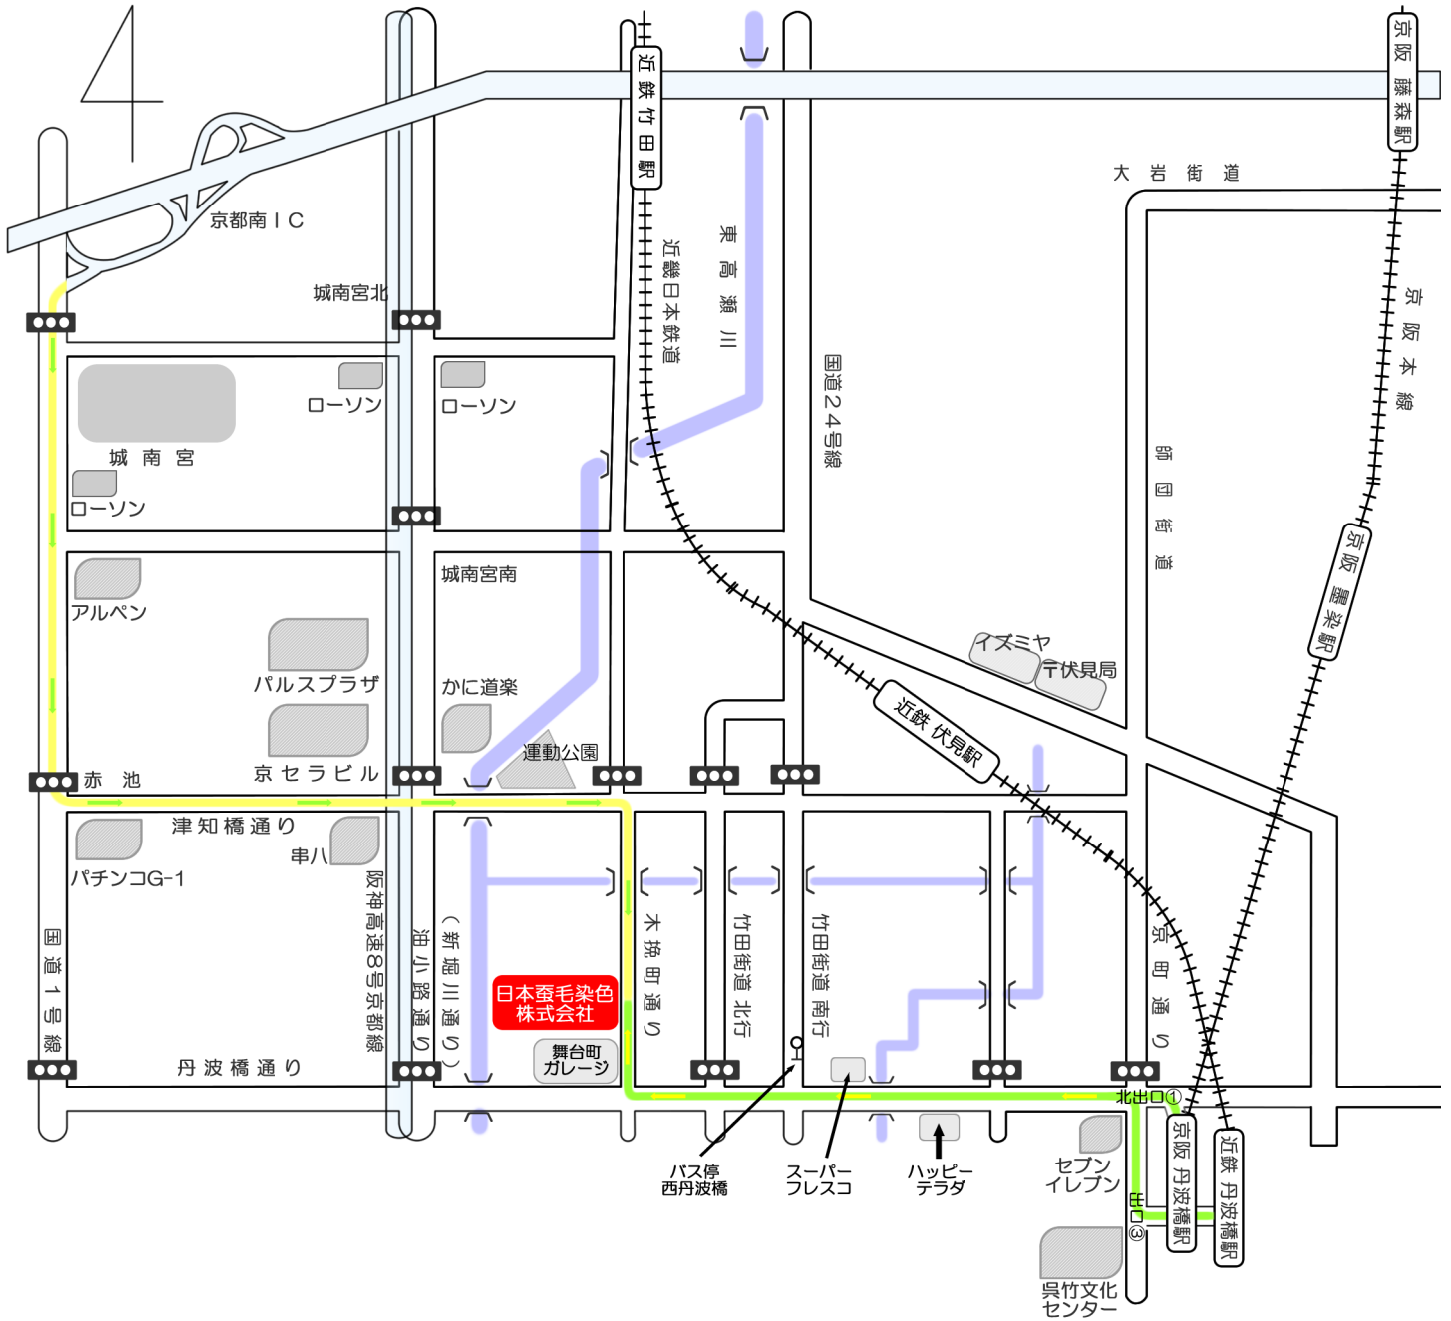 近鉄竹田駅
京阪 藤森駅
大岩街道
京都南IC
東高瀬川
近畿日本鉄道
城南宮北
京阪本線
国道24号線
ローソン
ローソン
城南宮
師団街道
ローソン
京阪 墨染駅
城南宮南
アルペン
イズミヤ
〒伏見局
パルスプラザ
かに道楽
近鉄 伏見駅
運動公園
京セラビル
赤池
津知橋通り
串八
パチンコG-1
阪神高速8号京都線
油小路通り
(新堀川通り)
木挽町通り
竹田街道 北行
竹田街道 南行
京町通り
国道1号線
日本蚕毛染色
株式会社
舞台町
ガレージ
丹波橋通り
北出口①
バス停
西丹波橋
スーパー
フレスコ
ハッピー
テラダ
セブン
イレブン
京阪 丹波橋駅
近鉄 丹波橋駅
出口③
呉竹文化
センター